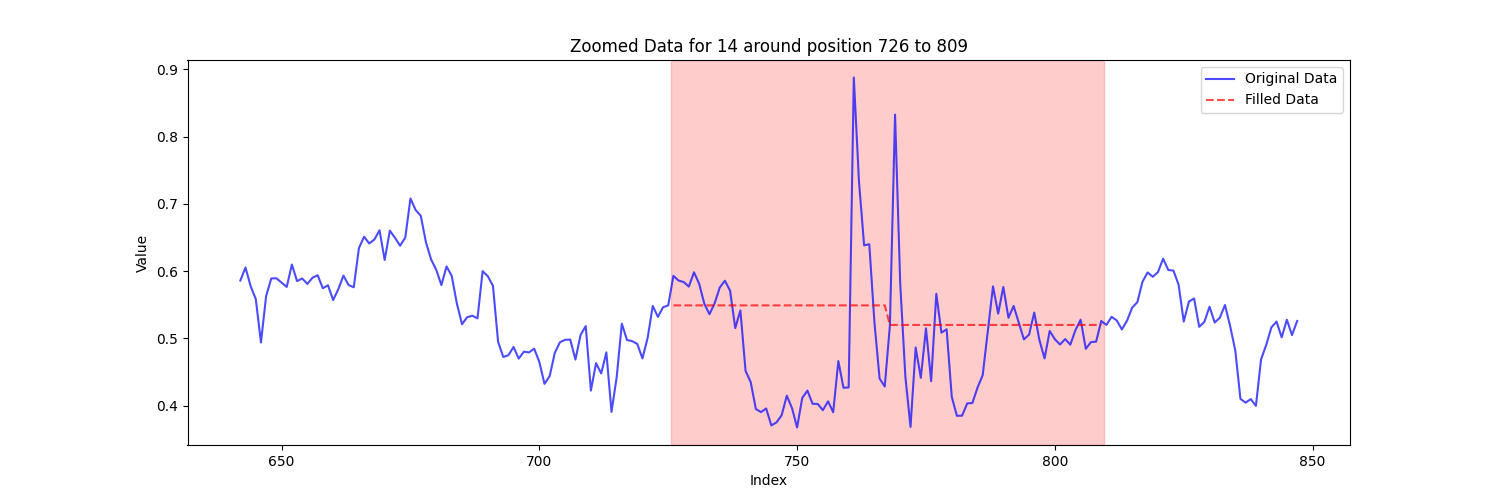 Zoomed Data for 14 around position 726 to 809
Original Data
Filled Data
Value
0.9
0.8
0.7
0.6
0.5
0.4
650 700 750 800 850
Index